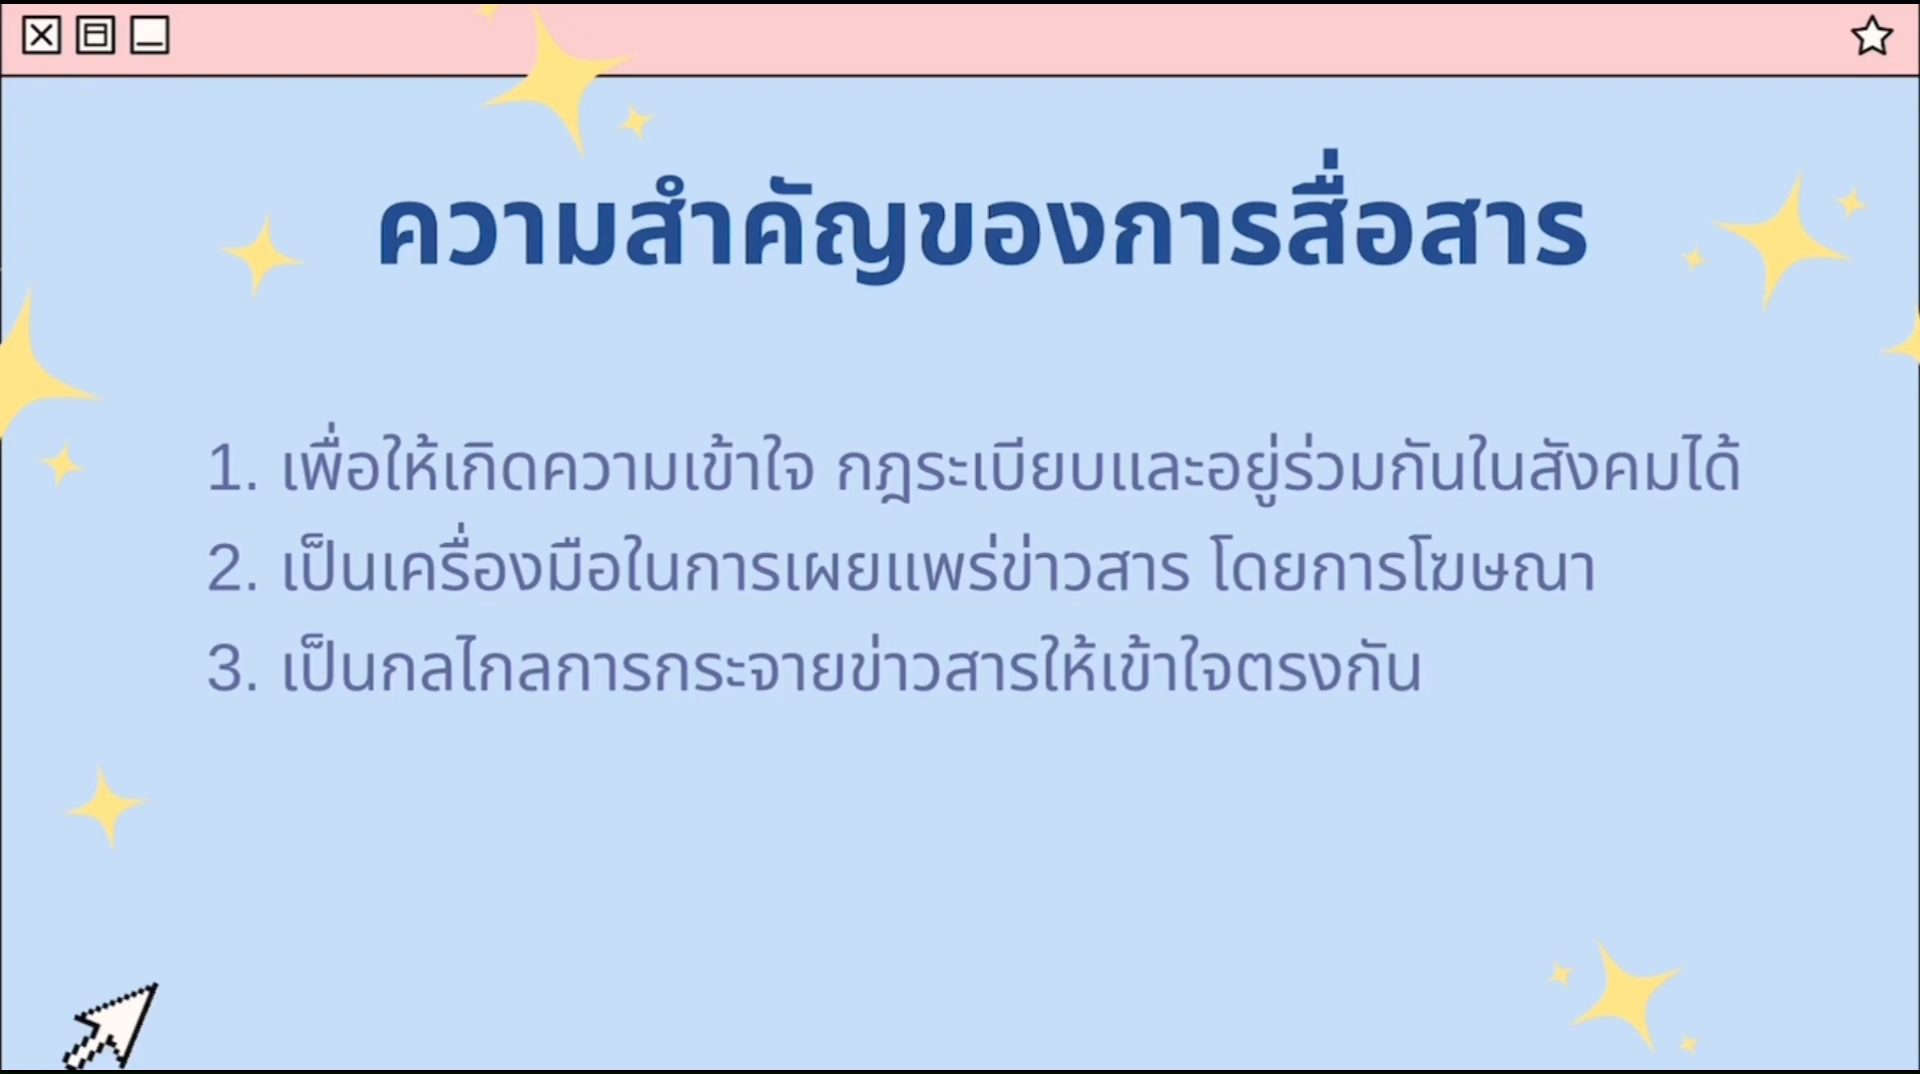 ความสำคัญของการสื่อสาร
1. เพื่อให้เกิดความเข้าใจ กฎระเบียบและอยู่ร่วมกันในสังคมได้
2. เป็นเครื่องมือในการเผยแพร่ข่าวสาร โดยการโฆษณา
3. เป็นกลไกลการกระจายข่าวสารให้เข้าใจตรงกัน